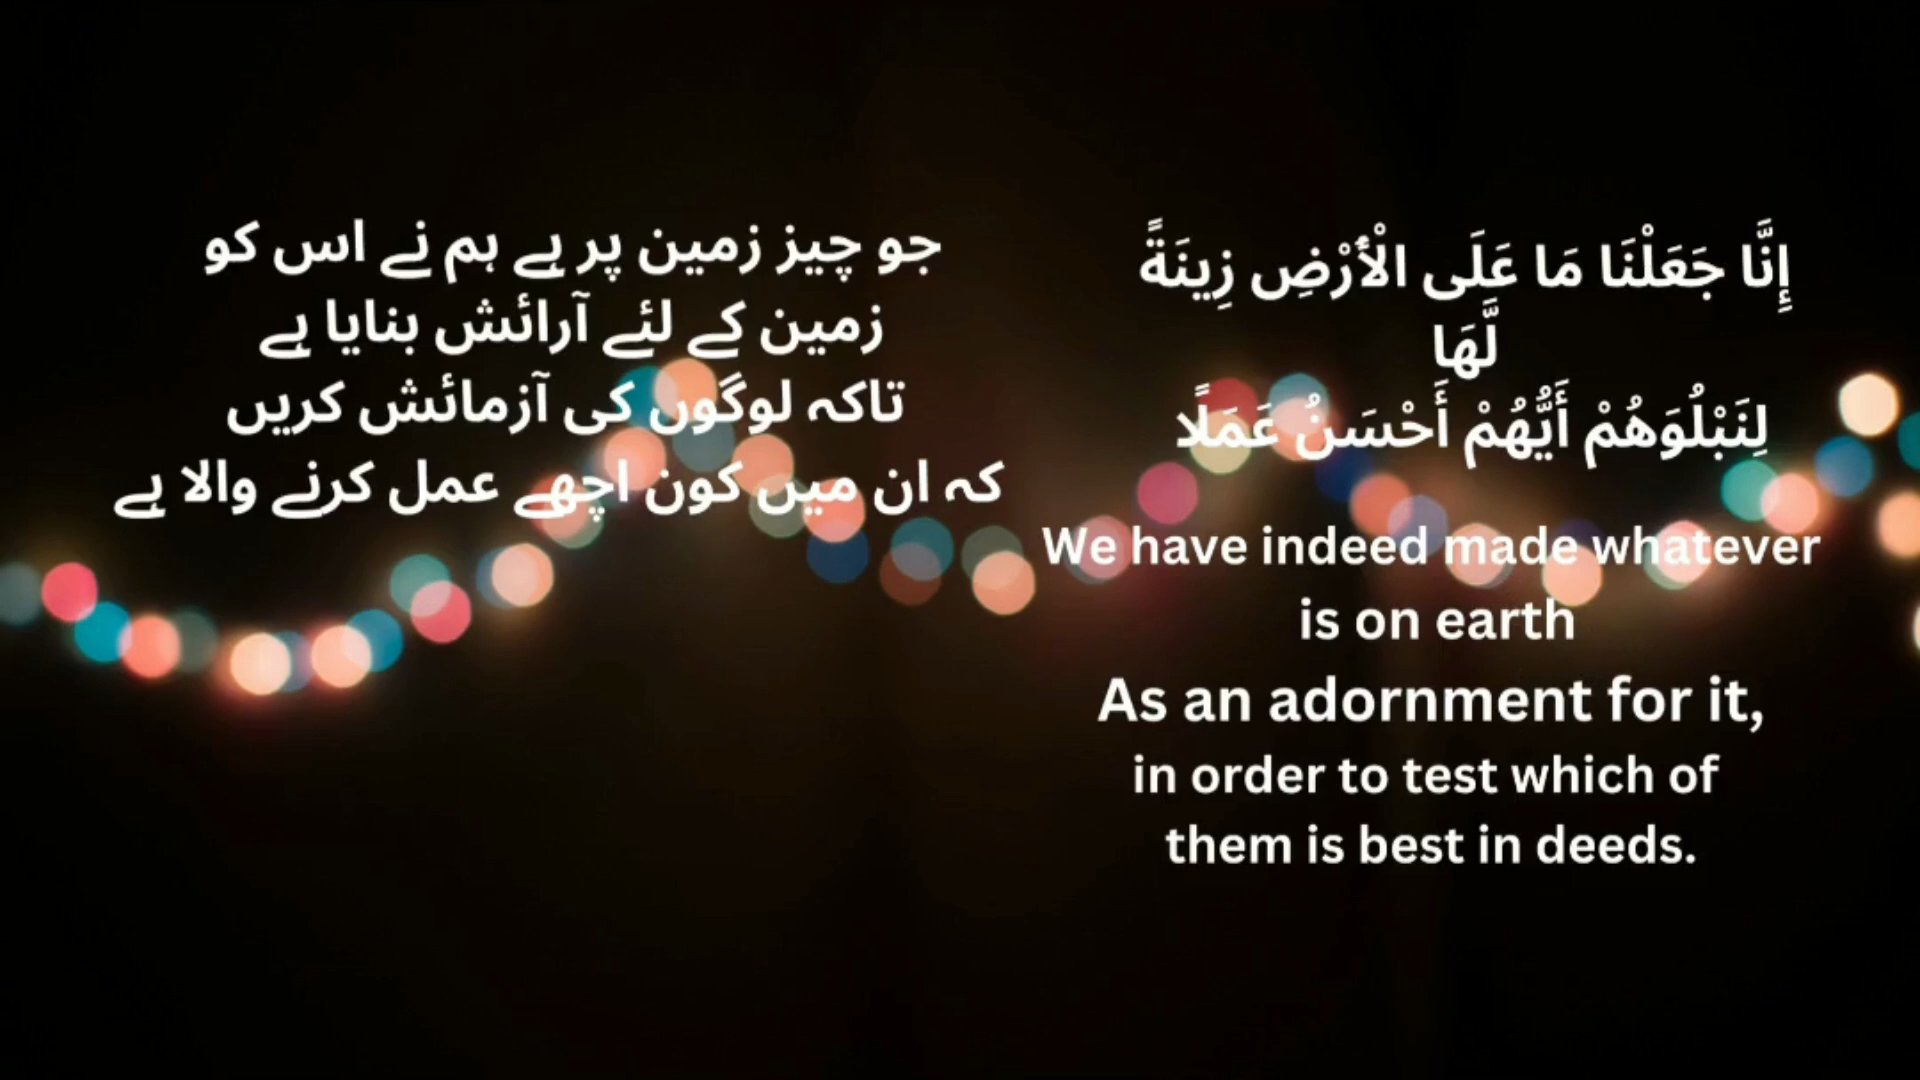 إِنَّا جَعَلْنَا مَا عَلَى الْأَرْضِ زِينَةً
لَّهَا
لِنَبْلُوَهُمْ أَيُّهُمْ أَحْسَنُ عَمَلًا
We have indeed made whatever
is on earth
As an adornment for it,
in order to test which of
them is best in deeds.
جو چیز زمین پر ہے ہم نے اس کو
زمین کے لئے آرائش بنایا ہے
تاکہ لوگوں کی آزمائش کریں
کہ ان میں کون اچھے عمل کرنے والا ہے